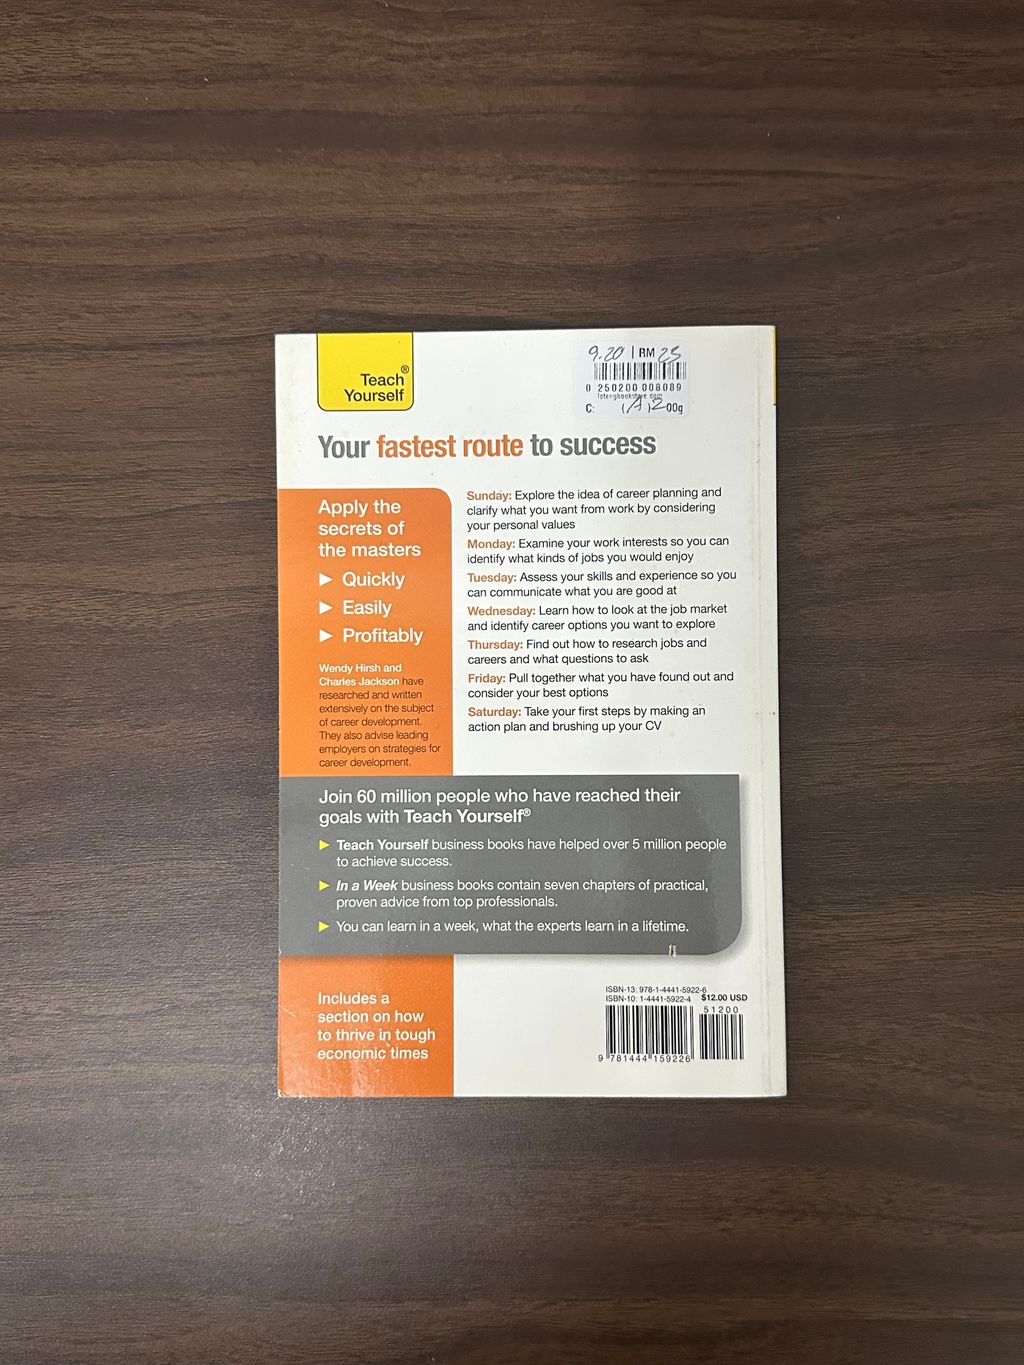 Teach®
Yourself
9.20 | RM 25
0 250200 008089
lotengbookstore.com
C: (A) 200g
Your fastest route to success
Apply the
secrets of
the masters
► Quickly
► Easily
► Profitably
Wendy Hirsh and
Charles Jackson have
researched and written
extensively on the subject
of career development.
They also advise leading
employers on strategies for
career development.
Sunday: Explore the idea of career planning and
clarify what you want from work by considering
your personal values
Monday: Examine your work interests so you can
identify what kinds of jobs you would enjoy
Tuesday: Assess your skills and experience so you
can communicate what you are good at
Wednesday: Learn how to look at the job market
and identify career options you want to explore
Thursday: Find out how to research jobs and
careers and what questions to ask
Friday: Pull together what you have found out and
consider your best options
Saturday: Take your first steps by making an
action plan and brushing up your CV
Join 60 million people who have reached their
goals with Teach Yourself®
► Teach Yourself business books have helped over 5 million people
to achieve success.
► In a Week business books contain seven chapters of practical,
proven advice from top professionals.
► You can learn in a week, what the experts learn in a lifetime.
Includes a
section on how
to thrive in tough
economic times
ISBN-13: 978-1-4441-5922-6
ISBN-10: 1-4441-5922-4 $12.00 USD
51200
9 781444 159226